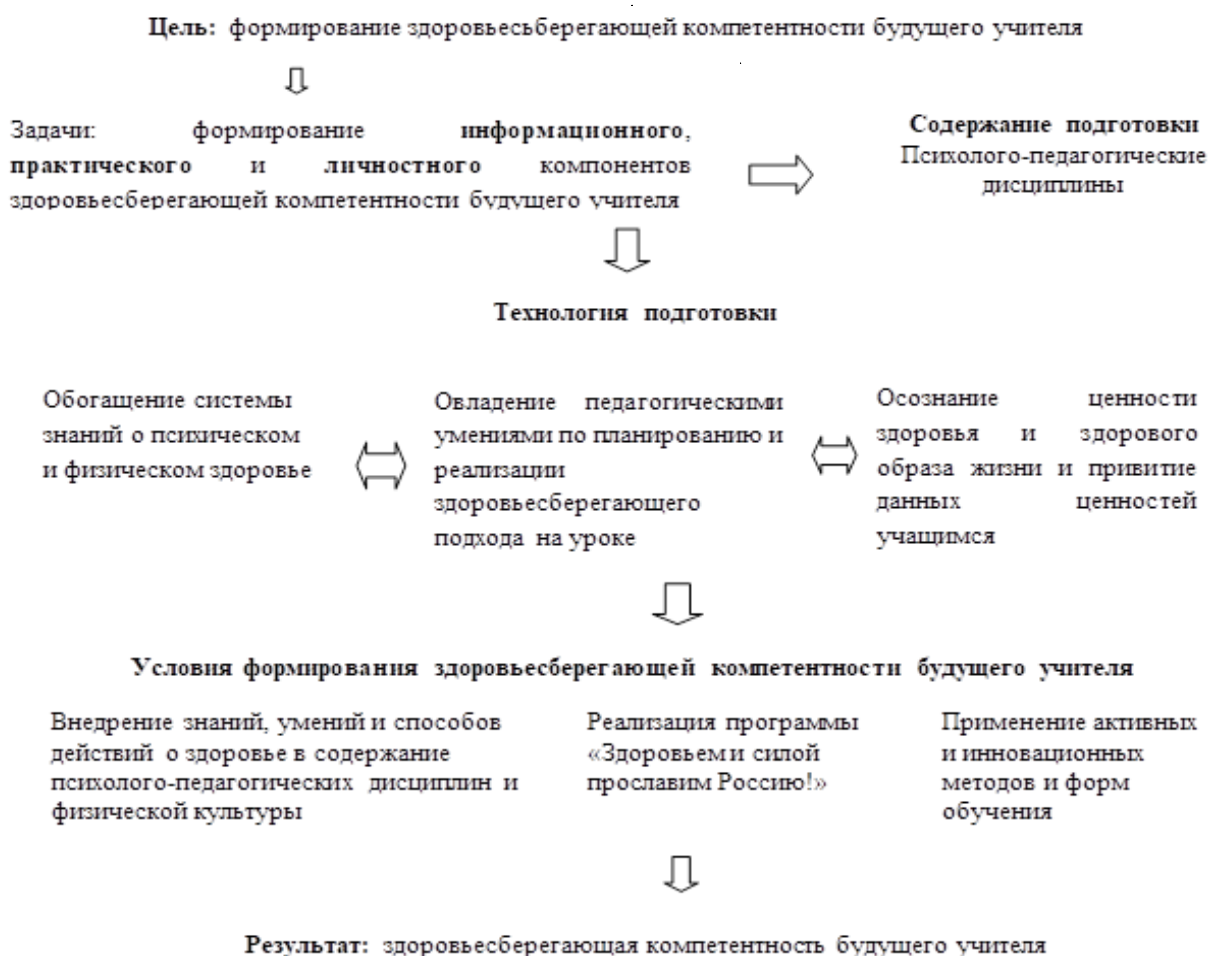 Цель: формирование здоровьесьберегающей компетентности будущего учителя
Задачи: формирование информационного,
практического и личностного компонентов
здоровьесберегающей компетентности будущего учителя
Содержание подготовки
Психолого-педагогические
дисциплины
Технология подготовки
Обогащение системы
знаний о психическом
и физическом здоровье
Овладение педагогическими
умениями по планированию и
реализации
здоровьесберегающего
подхода на уроке
Осознание ценности
здоровья и здорового
образа жизни и привитие
данных ценностей
учащимся
Условия формирования здоровьесберегающей компетентности будущего учителя
Внедрение знаний, умений и способов
действий о здоровье в содержание
психолого-педагогических дисциплин и
физической культуры
Реализация программы
«Здоровьем и силой
прославим Россию!»
Применение активных
и инновационных
методов и форм
обучения
Результат: здоровьесберегающая компетентность будущего учителя